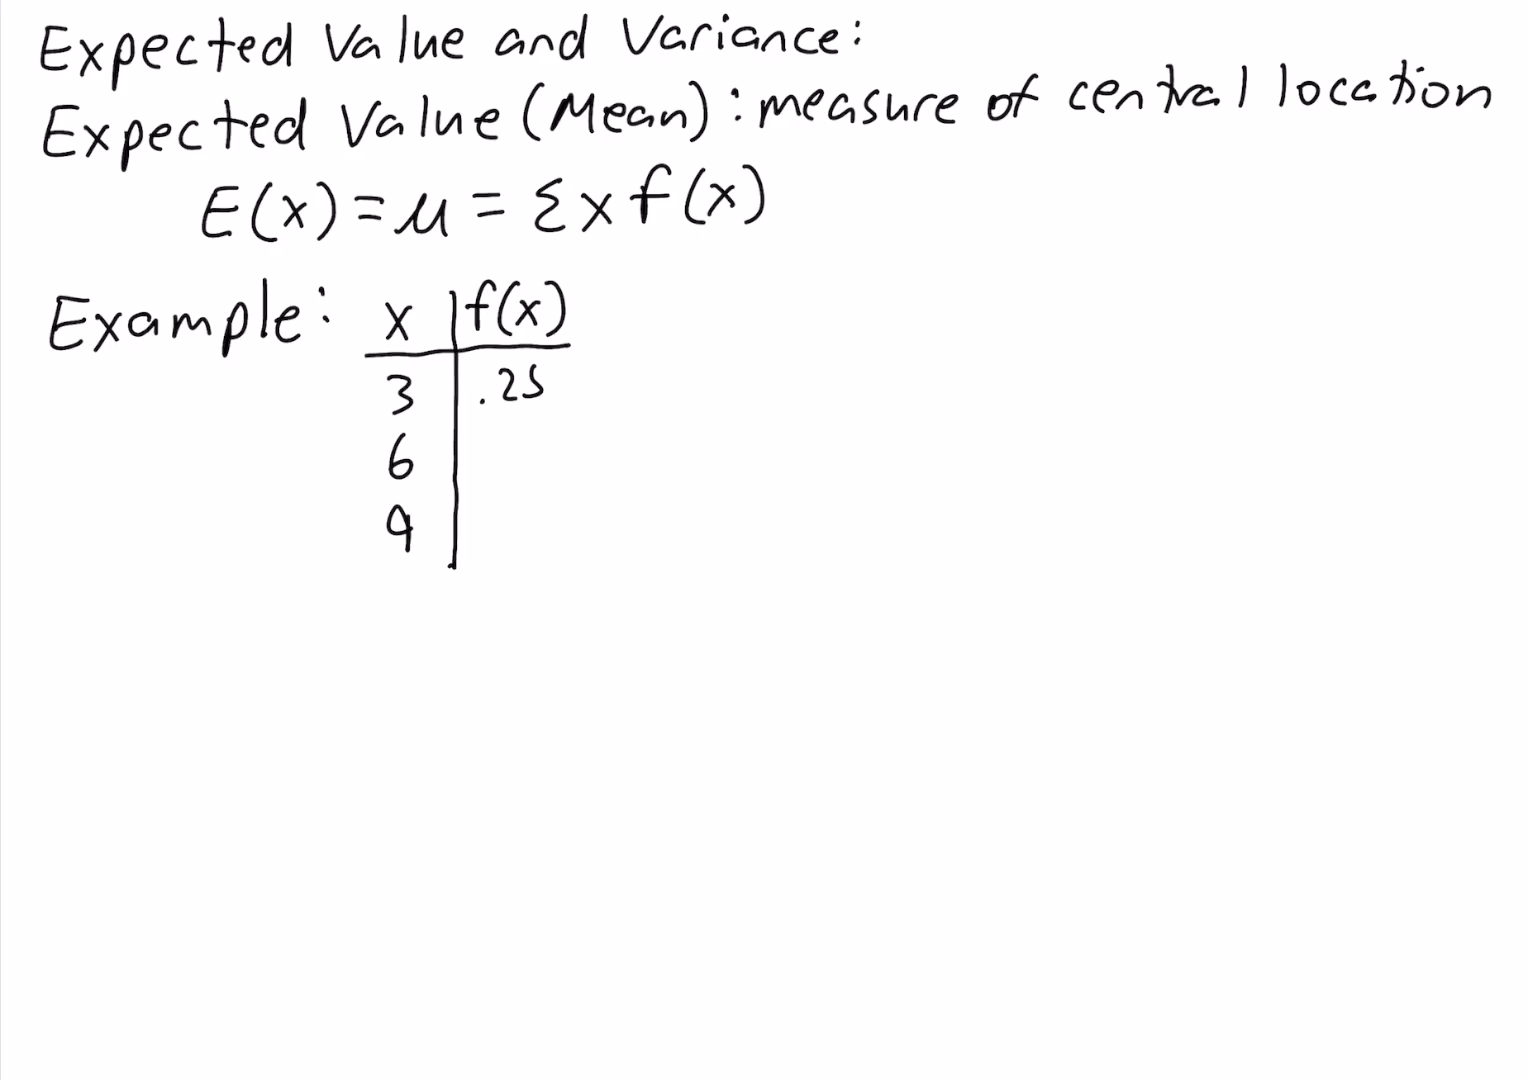 Expected Value and Variance:
Expected Value (Mean): measure of central location
E(x) = μ = Σ x f(x)
Example: x | f(x)
3 | .25
6
9